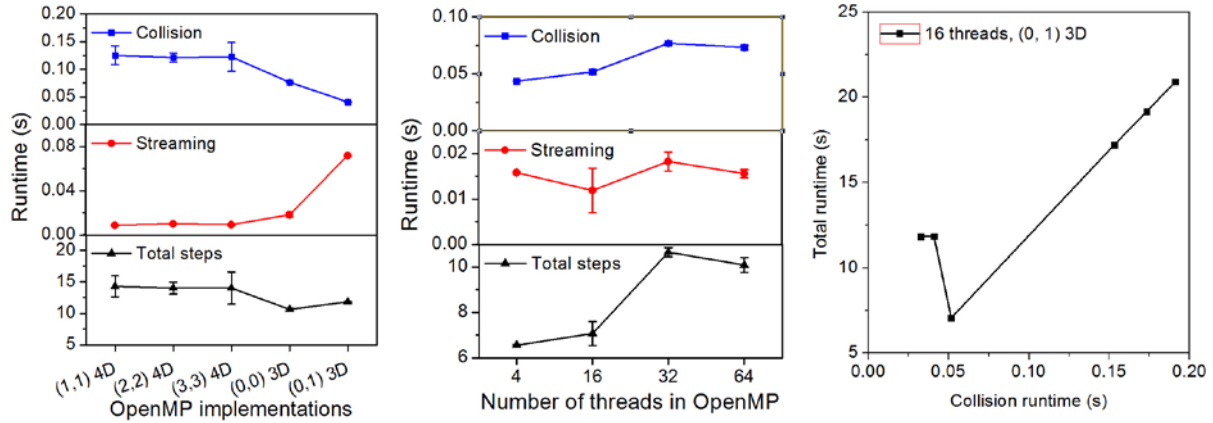 Runtime (s)
0.20
0.15
0.10
0.05
0.00
Collision
0.08
0.04
0.00
Streaming
20
15
10
5
Total steps
(1,1) 4D
(2,2) 4D
(3,3) 4D
(0,0) 3D
(0,1) 3D
OpenMP implementations
Runtime (s)
0.10
0.05
0.00
Collision
0.02
0.01
0.00
Streaming
10
8
6
Total steps
4 16 32 64
Number of threads in OpenMP
Total runtime (s)
25
20
15
10
5
16 threads, (0, 1) 3D
0.00 0.05 0.10 0.15 0.20
Collision runtime (s)